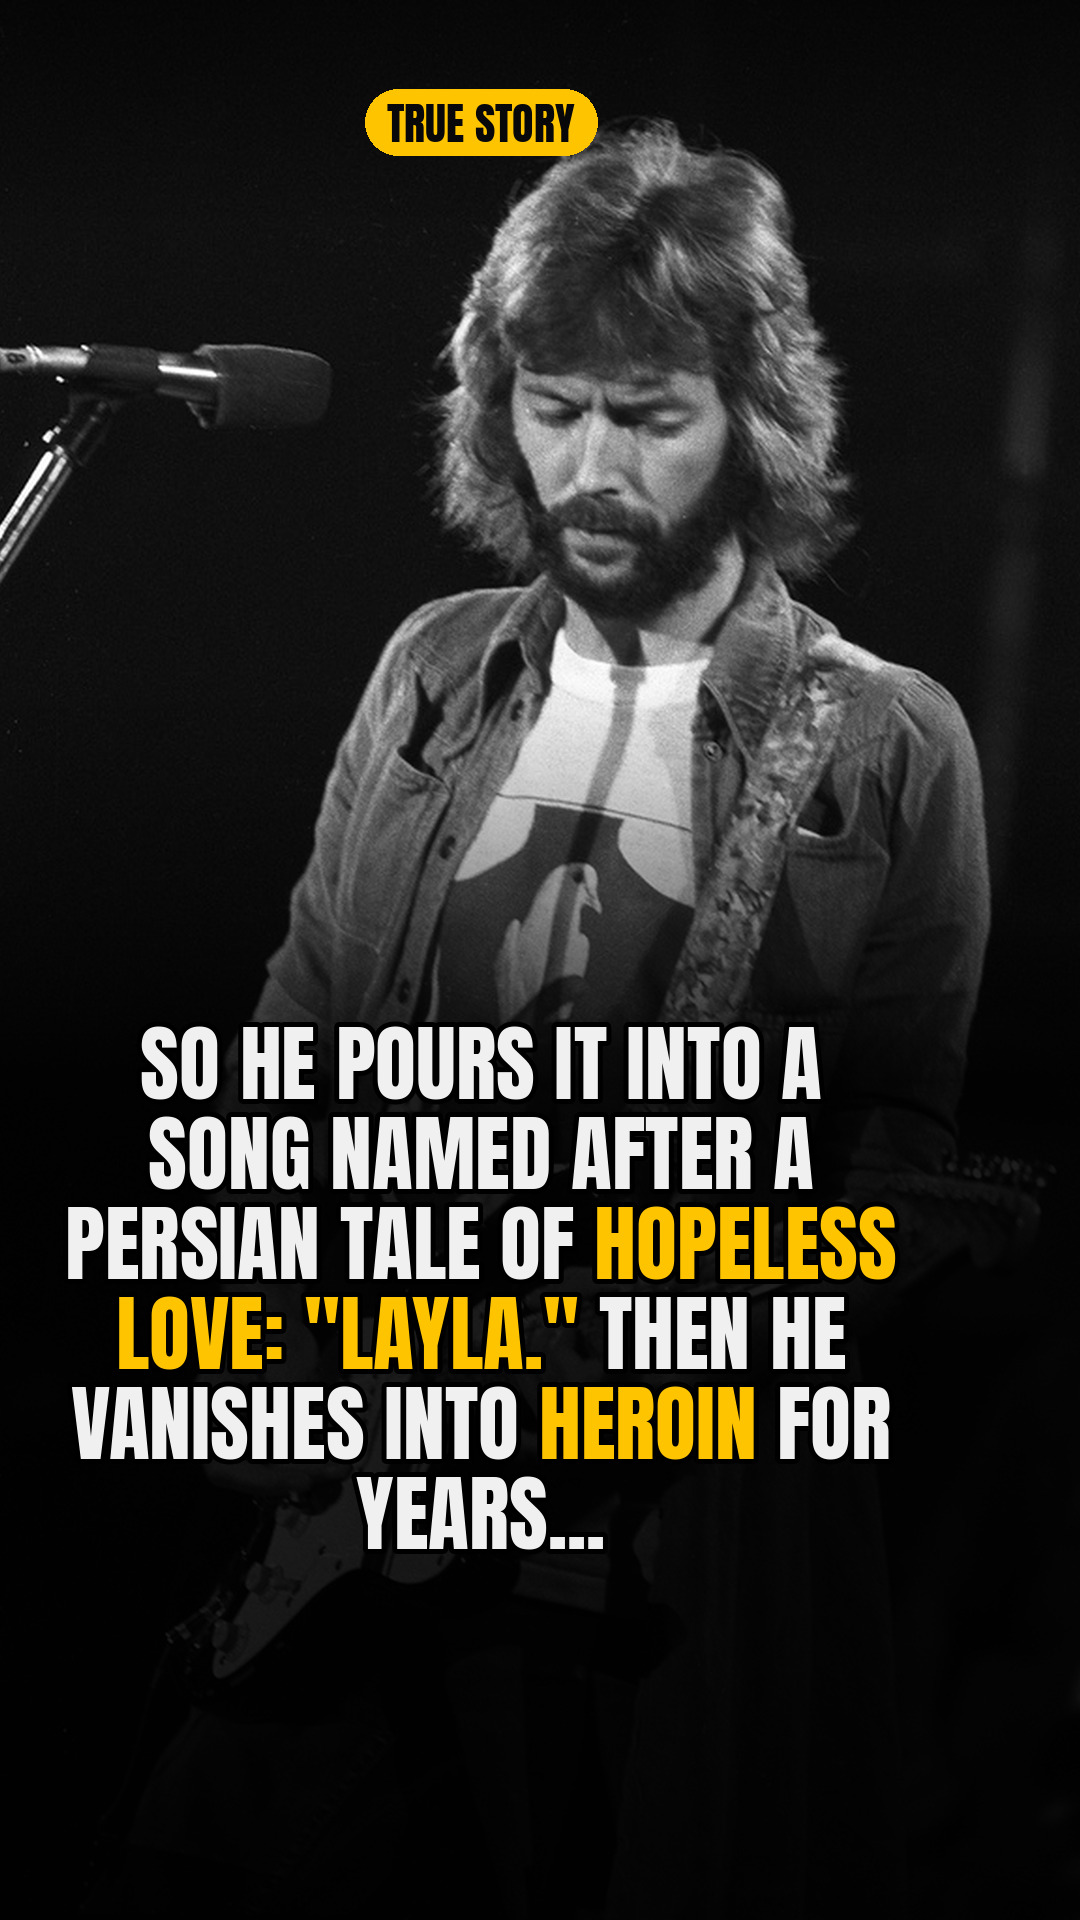 TRUE STORY
SO HE POURS IT INTO A
SONG NAMED AFTER A
PERSIAN TALE OF HOPELESS
LOVE: "LAYLA." THEN HE
VANISHES INTO HEROIN FOR
YEARS...